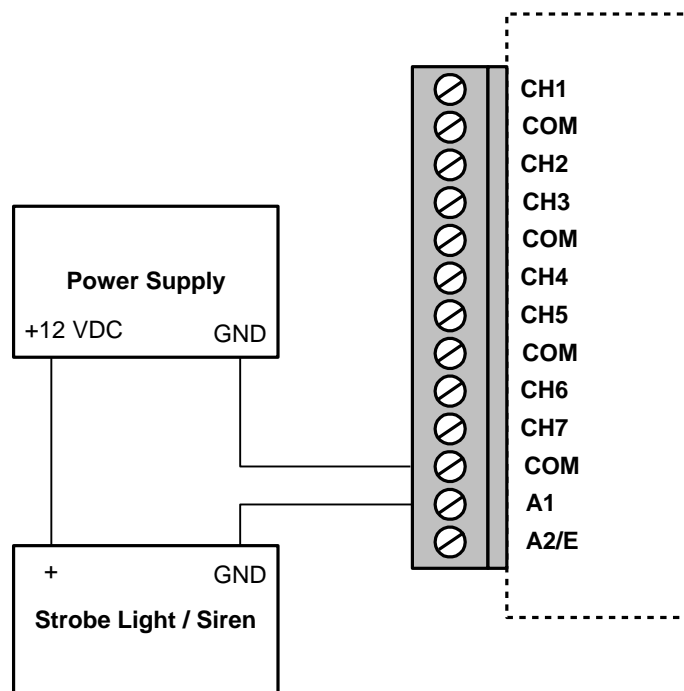 CH1
COM
CH2
CH3
COM
CH4
CH5
COM
CH6
CH7
COM
A1
A2/E
Power Supply
+12 VDC GND
+ GND
Strobe Light / Siren